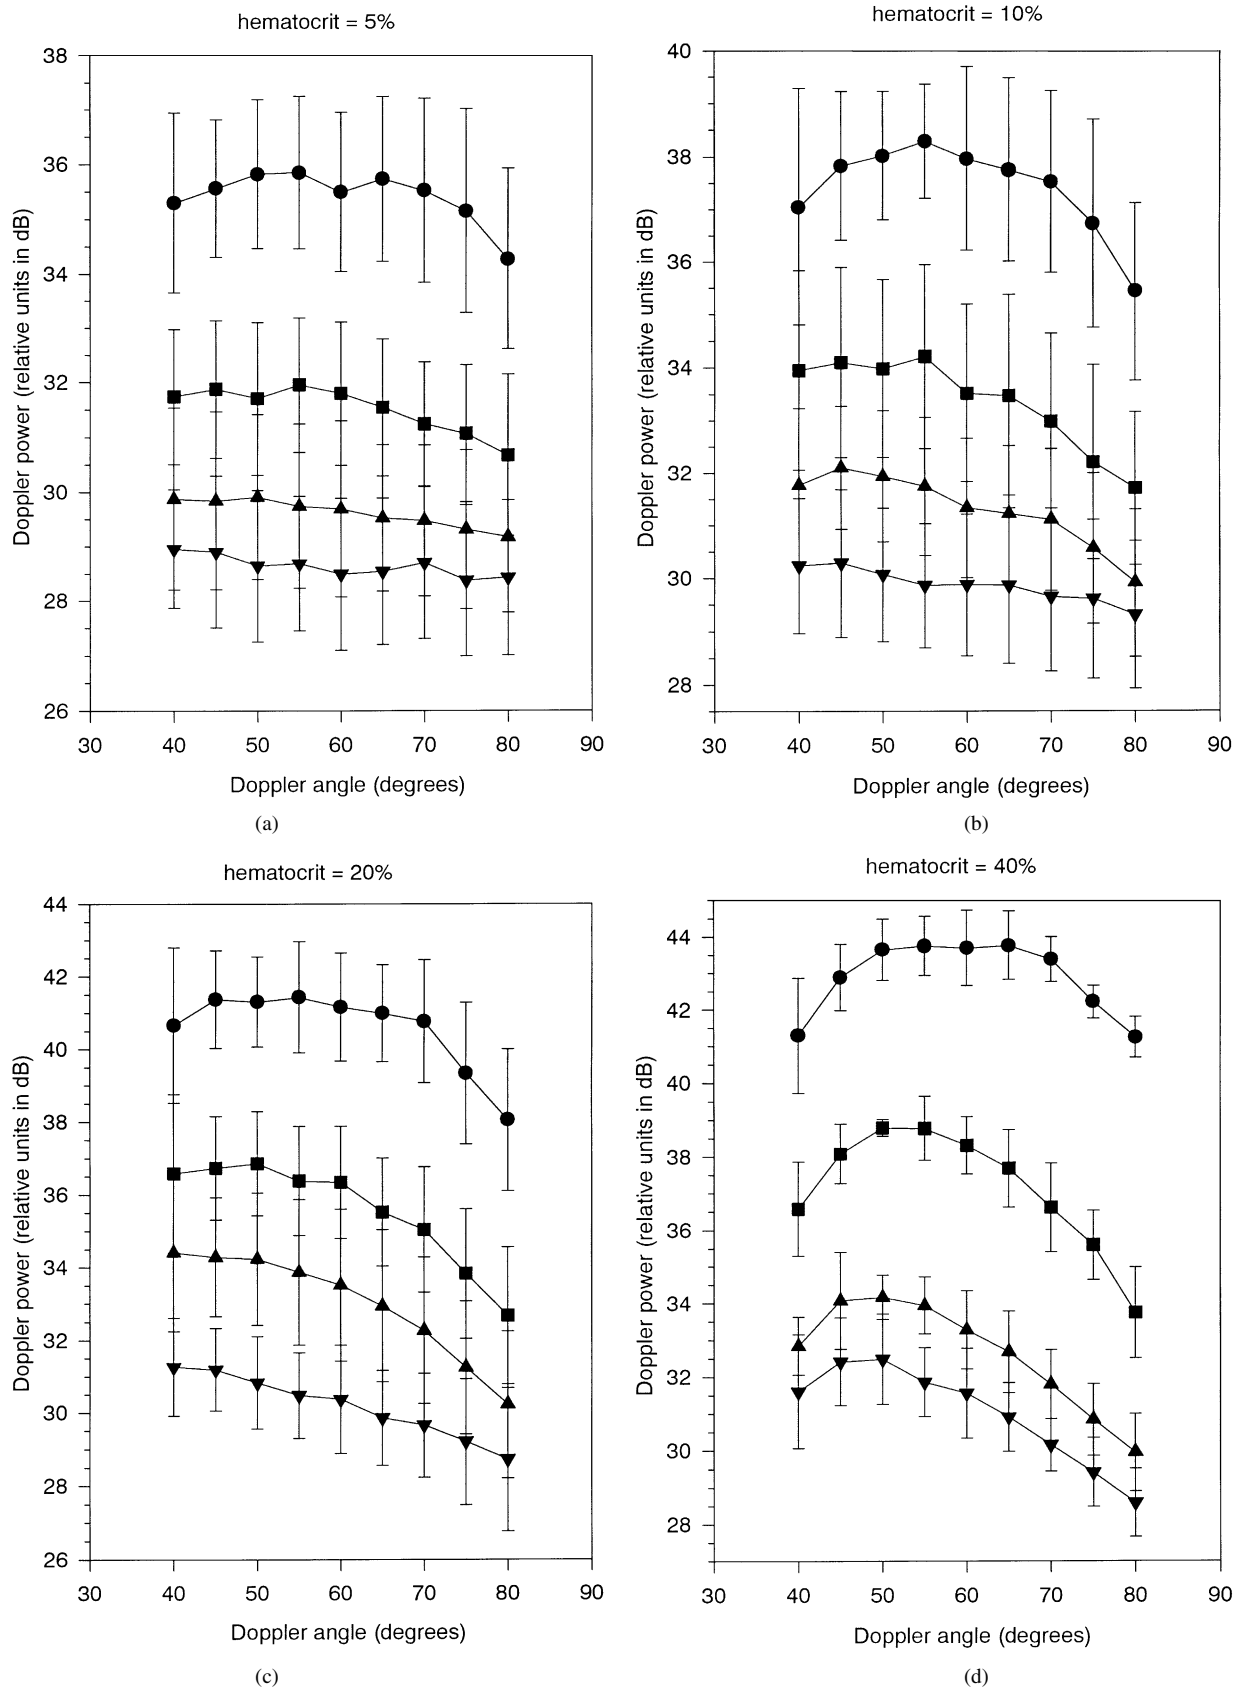 hematocrit = 5%
38
36
34
32
30
28
26
Doppler power (relative units in dB)
30 40 50 60 70 80 90
Doppler angle (degrees)
(a)
hematocrit = 10%
40
38
36
34
32
30
28
Doppler power (relative units in dB)
30 40 50 60 70 80 90
Doppler angle (degrees)
(b)
hematocrit = 20%
44
42
40
38
36
34
32
30
28
26
Doppler power (relative units in dB)
30 40 50 60 70 80 90
Doppler angle (degrees)
(c)
hematocrit = 40%
44
42
40
38
36
34
32
30
28
Doppler power (relative units in dB)
30 40 50 60 70 80 90
Doppler angle (degrees)
(d)